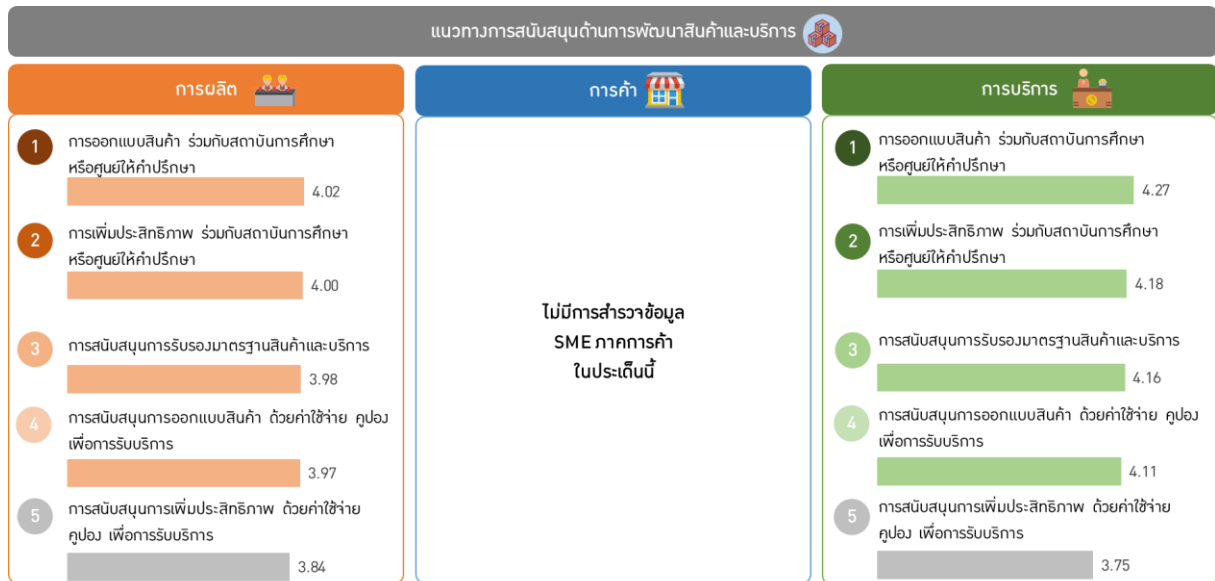 แนวทางการสนับสนุนด้านการพัฒนาสินค้าและบริการ
การผลิต
1
การออกแบบสินค้า ร่วมกับสถาบันการศึกษา
หรือศูนย์ให้คำปรึกษา
4.02
2
การเพิ่มประสิทธิภาพ ร่วมกับสถาบันการศึกษา
หรือศูนย์ให้คำปรึกษา
4.00
3
การสนับสนุนการรับรองมาตรฐานสินค้าและบริการ
3.98
4
การสนับสนุนการออกแบบสินค้า ด้วยค่าใช้จ่าย คูปอง
เพื่อการรับบริการ
3.97
5
การสนับสนุนการเพิ่มประสิทธิภาพ ด้วยค่าใช้จ่าย
คูปอง เพื่อการรับบริการ
3.84
การค้า
ไม่มีการสำรวจข้อมูล
SME ภาคการค้า
ในประเด็นนี้
การบริการ
1
การออกแบบสินค้า ร่วมกับสถาบันการศึกษา
หรือศูนย์ให้คำปรึกษา
4.27
2
การเพิ่มประสิทธิภาพ ร่วมกับสถาบันการศึกษา
หรือศูนย์ให้คำปรึกษา
4.18
3
การสนับสนุนการรับรองมาตรฐานสินค้าและบริการ
4.16
4
การสนับสนุนการออกแบบสินค้า ด้วยค่าใช้จ่าย คูปอง
เพื่อการรับบริการ
4.11
5
การสนับสนุนการเพิ่มประสิทธิภาพ ด้วยค่าใช้จ่าย
คูปอง เพื่อการรับบริการ
3.75